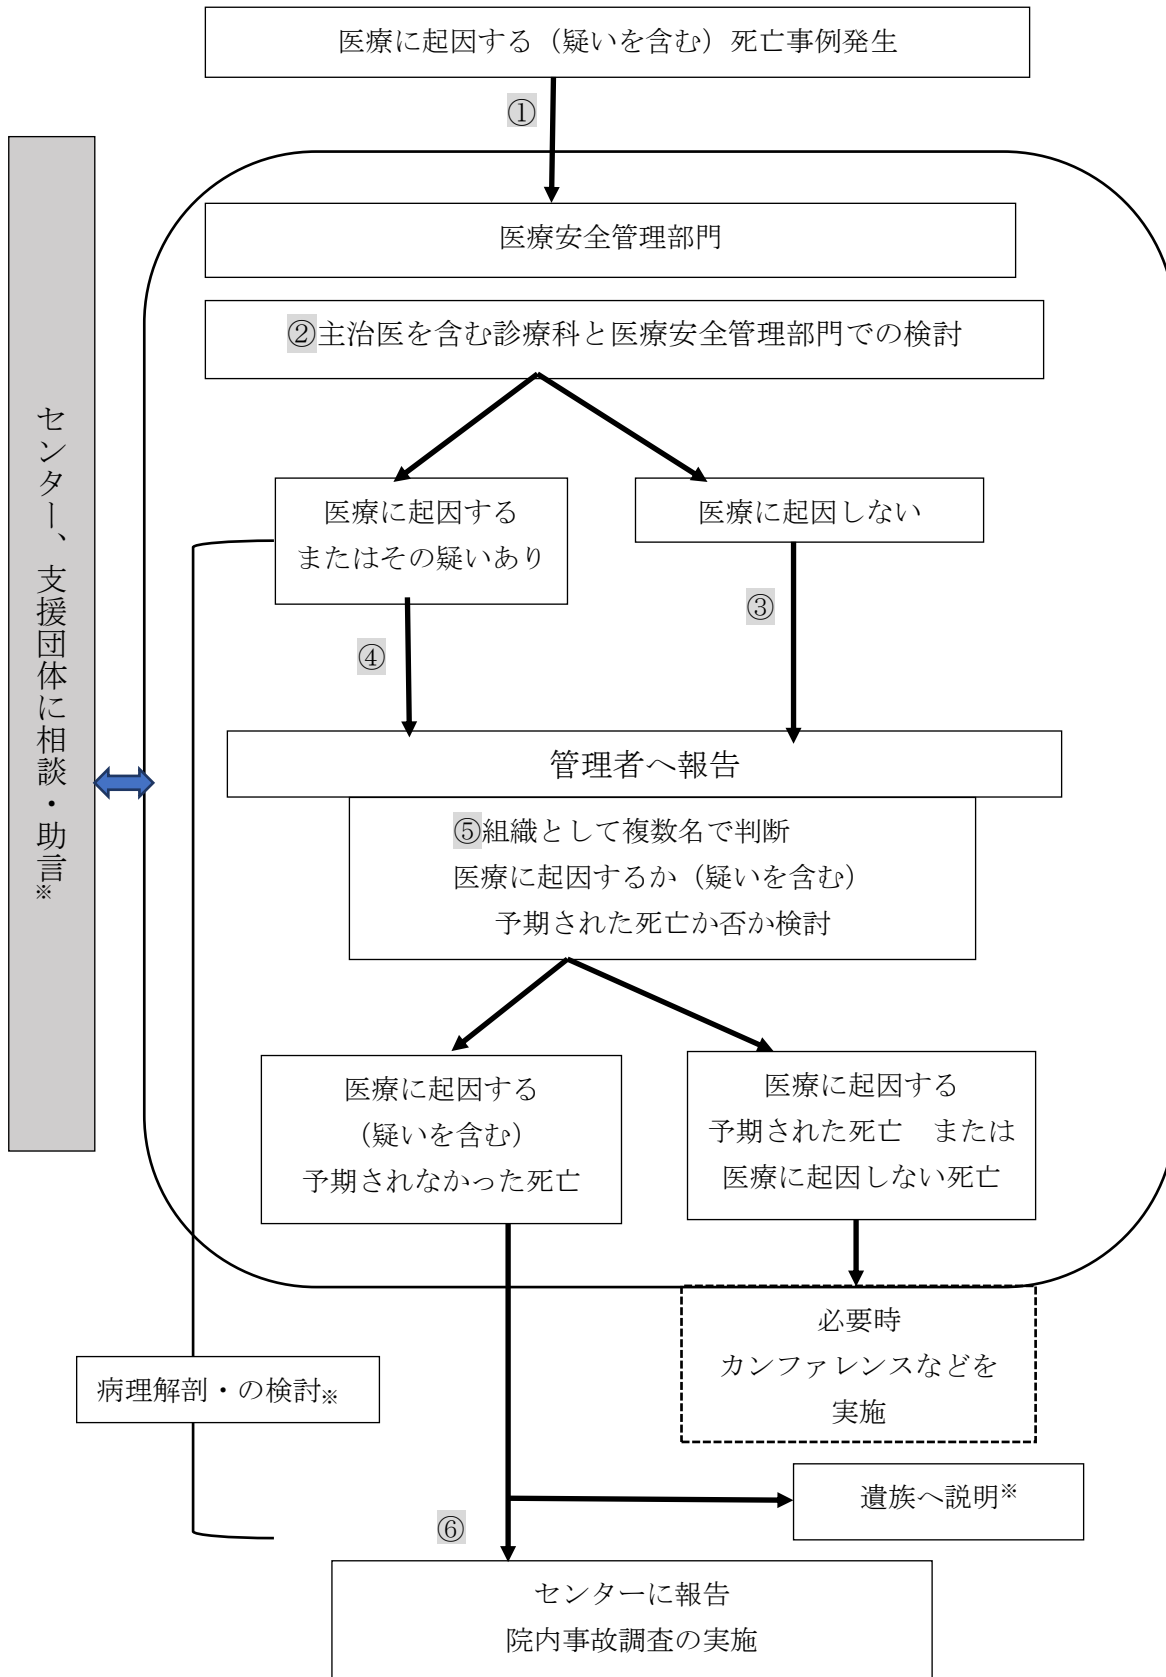 医療に起因する（疑いを含む）死亡事例発生
①
医療安全管理部門
②主治医を含む診療科と医療安全管理部門での検討
センター、支援団体に相談・助言※
医療に起因する
またはその疑いあり
医療に起因しない
③
④
管理者へ報告
⑤組織として複数名で判断
医療に起因するか（疑いを含む）
予期された死亡か否か検討
医療に起因する
（疑いを含む）
予期されなかった死亡
医療に起因する
予期された死亡　または
医療に起因しない死亡
必要時
カンファレンスなどを
実施
病理解剖・の検討※
遺族へ説明※
⑥
センターに報告
院内事故調査の実施